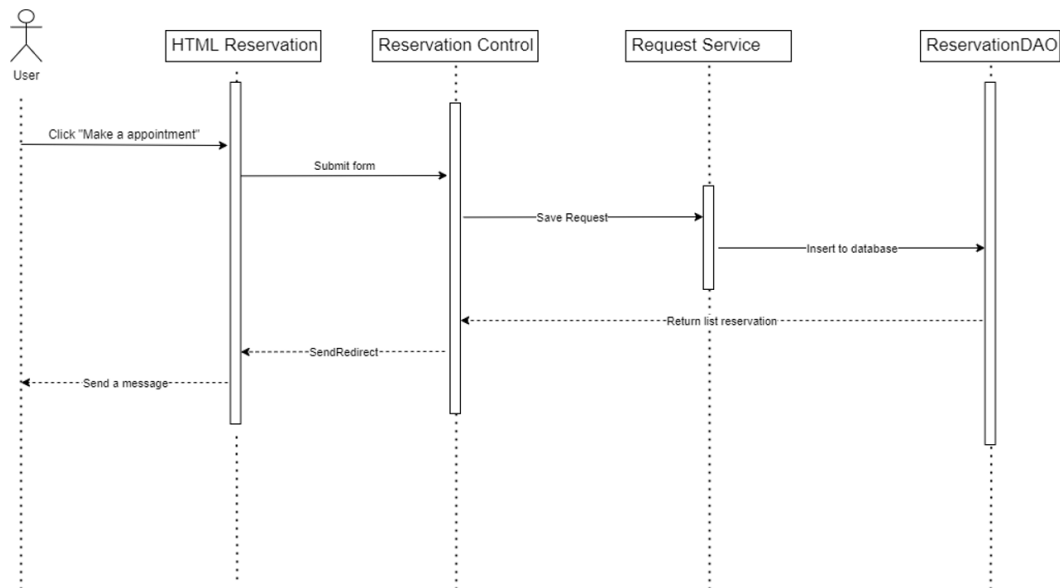 User
HTML Reservation
Reservation Control
Request Service
ReservationDAO
Click "Make a appointment"
Submit form
Save Request
Insert to database
Return list reservation
SendRedirect
Send a message